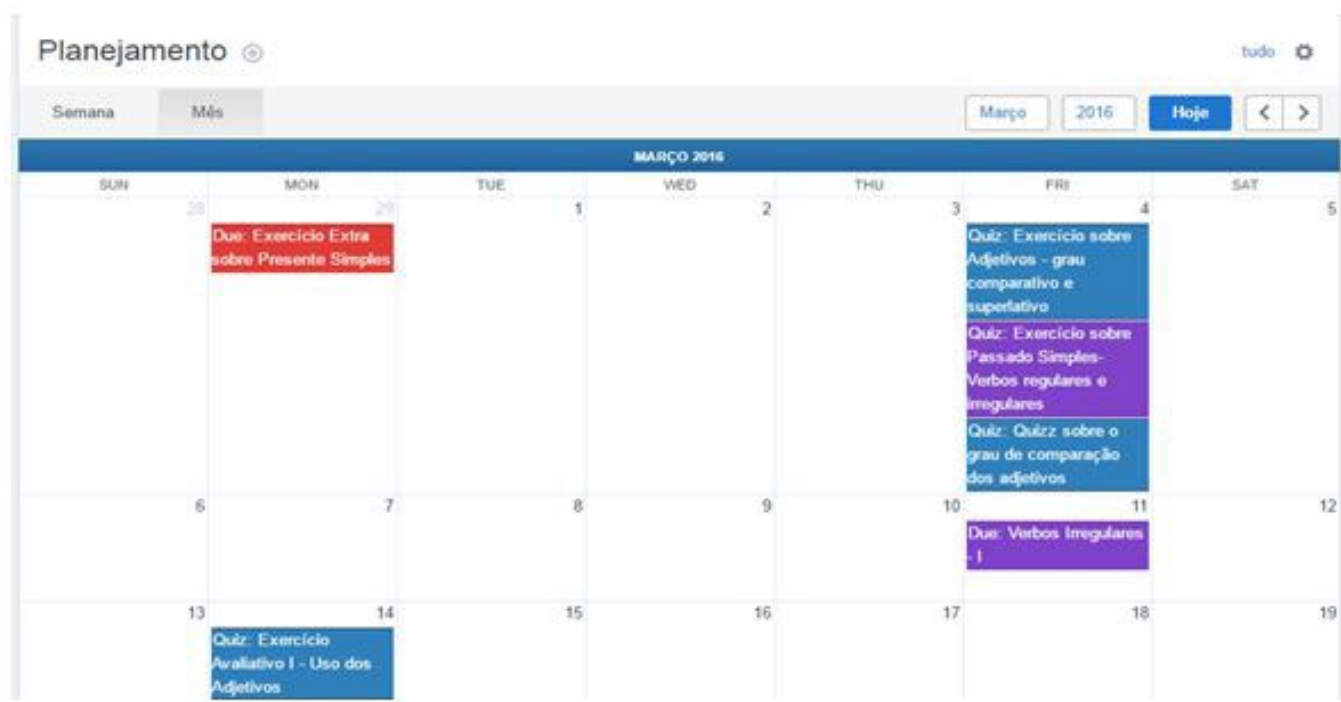 Planejamento
tudo
Semana Mês Março 2016 Hoje
MARÇO 2016
SUN MON TUE WED THU FRI SAT
28 29 1 2 3 4 5
Due: Exercício Extra
sobre Presente Simples
Quiz: Exercício sobre
Adjetivos - grau
comparativo e
superlativo
Quiz: Exercício sobre
Passado Simples-
Verbos regulares e
irregulares
Quiz: Quizz sobre o
grau de comparação
dos adjetivos
6 7 8 9 10 11 12
Due: Verbos Irregulares
- I
13 14 15 16 17 18 19
Quiz: Exercício
Avaliativo I - Uso dos
Adjetivos